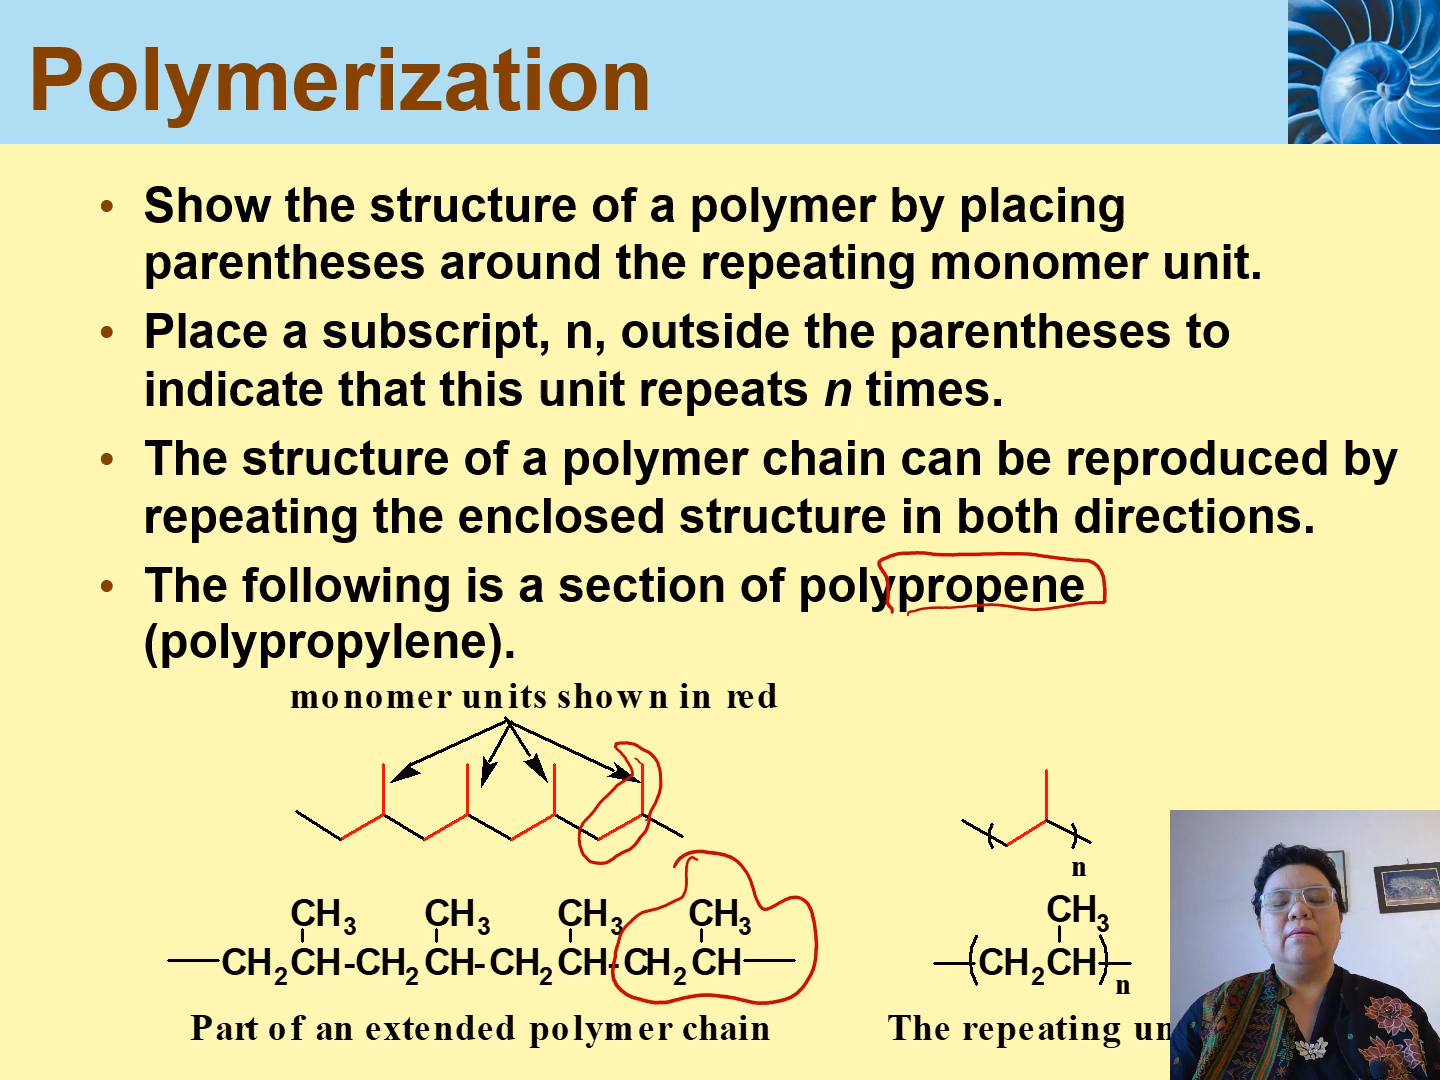 Polymerization
• Show the structure of a polymer by placing
parentheses around the repeating monomer unit.
• Place a subscript, n, outside the parentheses to
indicate that this unit repeats n times.
• The structure of a polymer chain can be reproduced by
repeating the enclosed structure in both directions.
• The following is a section of polypropene
(polypropylene).
monomer units shown in red
n
CH3 CH3 CH3 CH3
CH2CH-CH2CH-CH2CH-CH2CH
CH3
(CH2CH)n
Part of an extended polymer chain
The repeating un